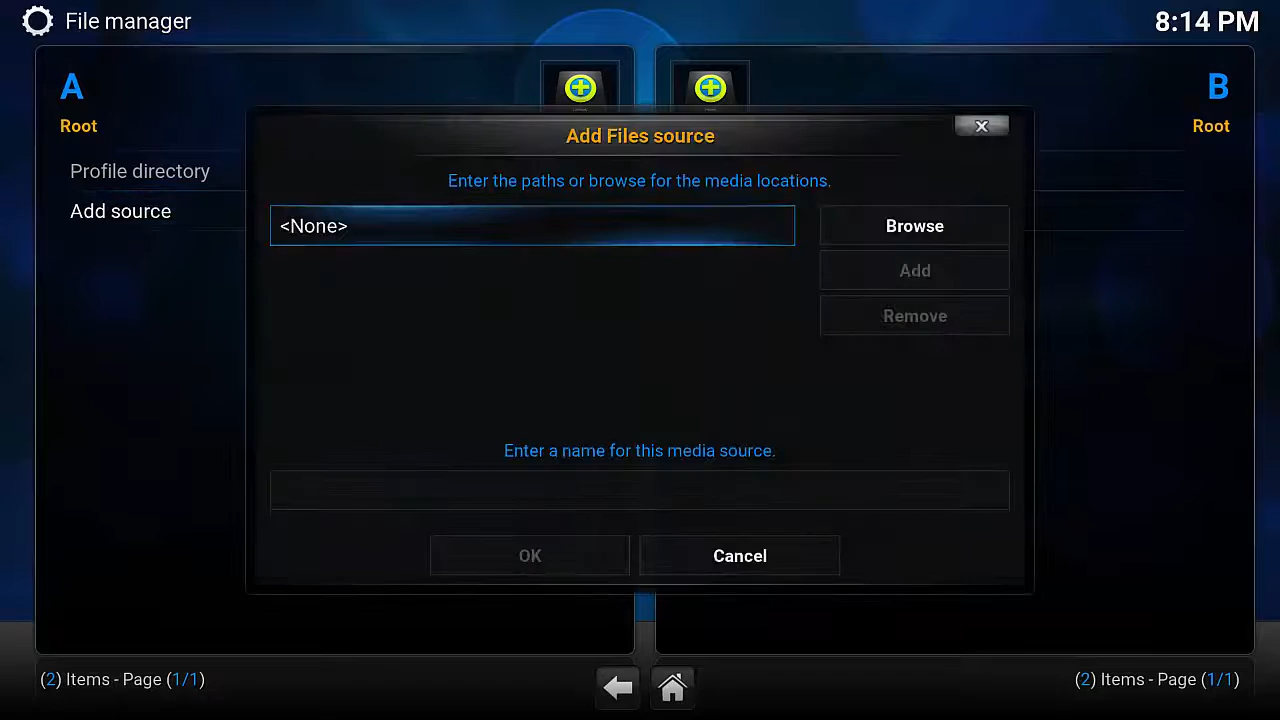 File manager
8:14 PM
A
B
Root
Root
Profile directory
Add source
Add Files source
Enter the paths or browse for the media locations.
<None>
Browse
Add
Remove
Enter a name for this media source.
OK
Cancel
(2) Items - Page (1/1)
(2) Items - Page (1/1)